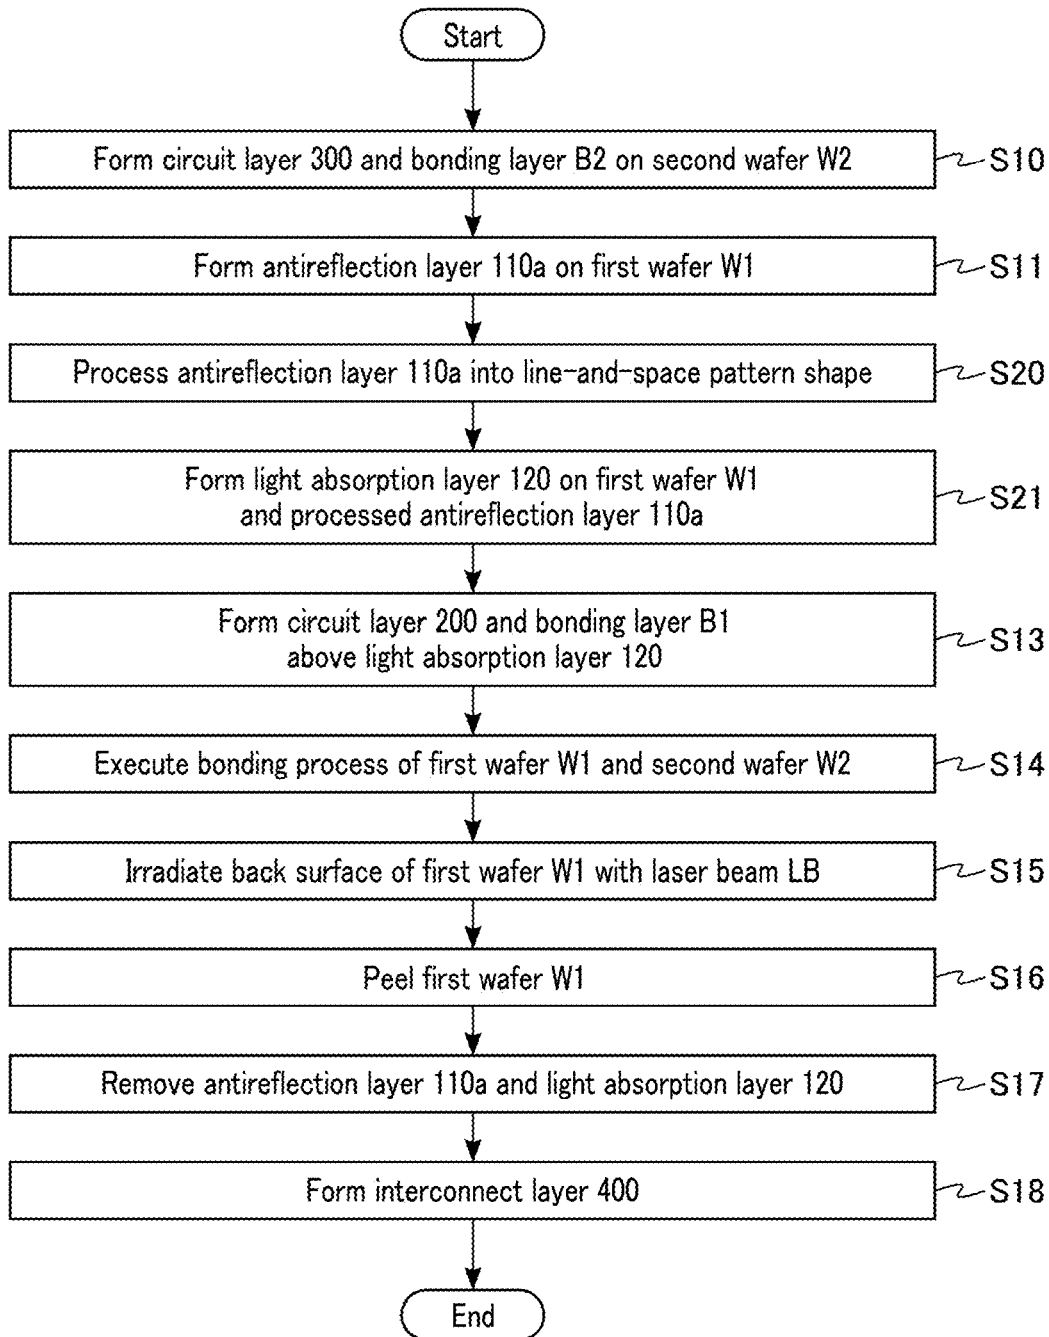 Start
Form circuit layer 300 and bonding layer B2 on second wafer W2
S10
Form antireflection layer 110a on first wafer W1
S11
Process antireflection layer 110a into line-and-space pattern shape
S20
Form light absorption layer 120 on first wafer W1
and processed antireflection layer 110a
S21
Form circuit layer 200 and bonding layer B1
above light absorption layer 120
S13
Execute bonding process of first wafer W1 and second wafer W2
S14
Irradiate back surface of first wafer W1 with laser beam LB
S15
Peel first wafer W1
S16
Remove antireflection layer 110a and light absorption layer 120
S17
Form interconnect layer 400
S18
End